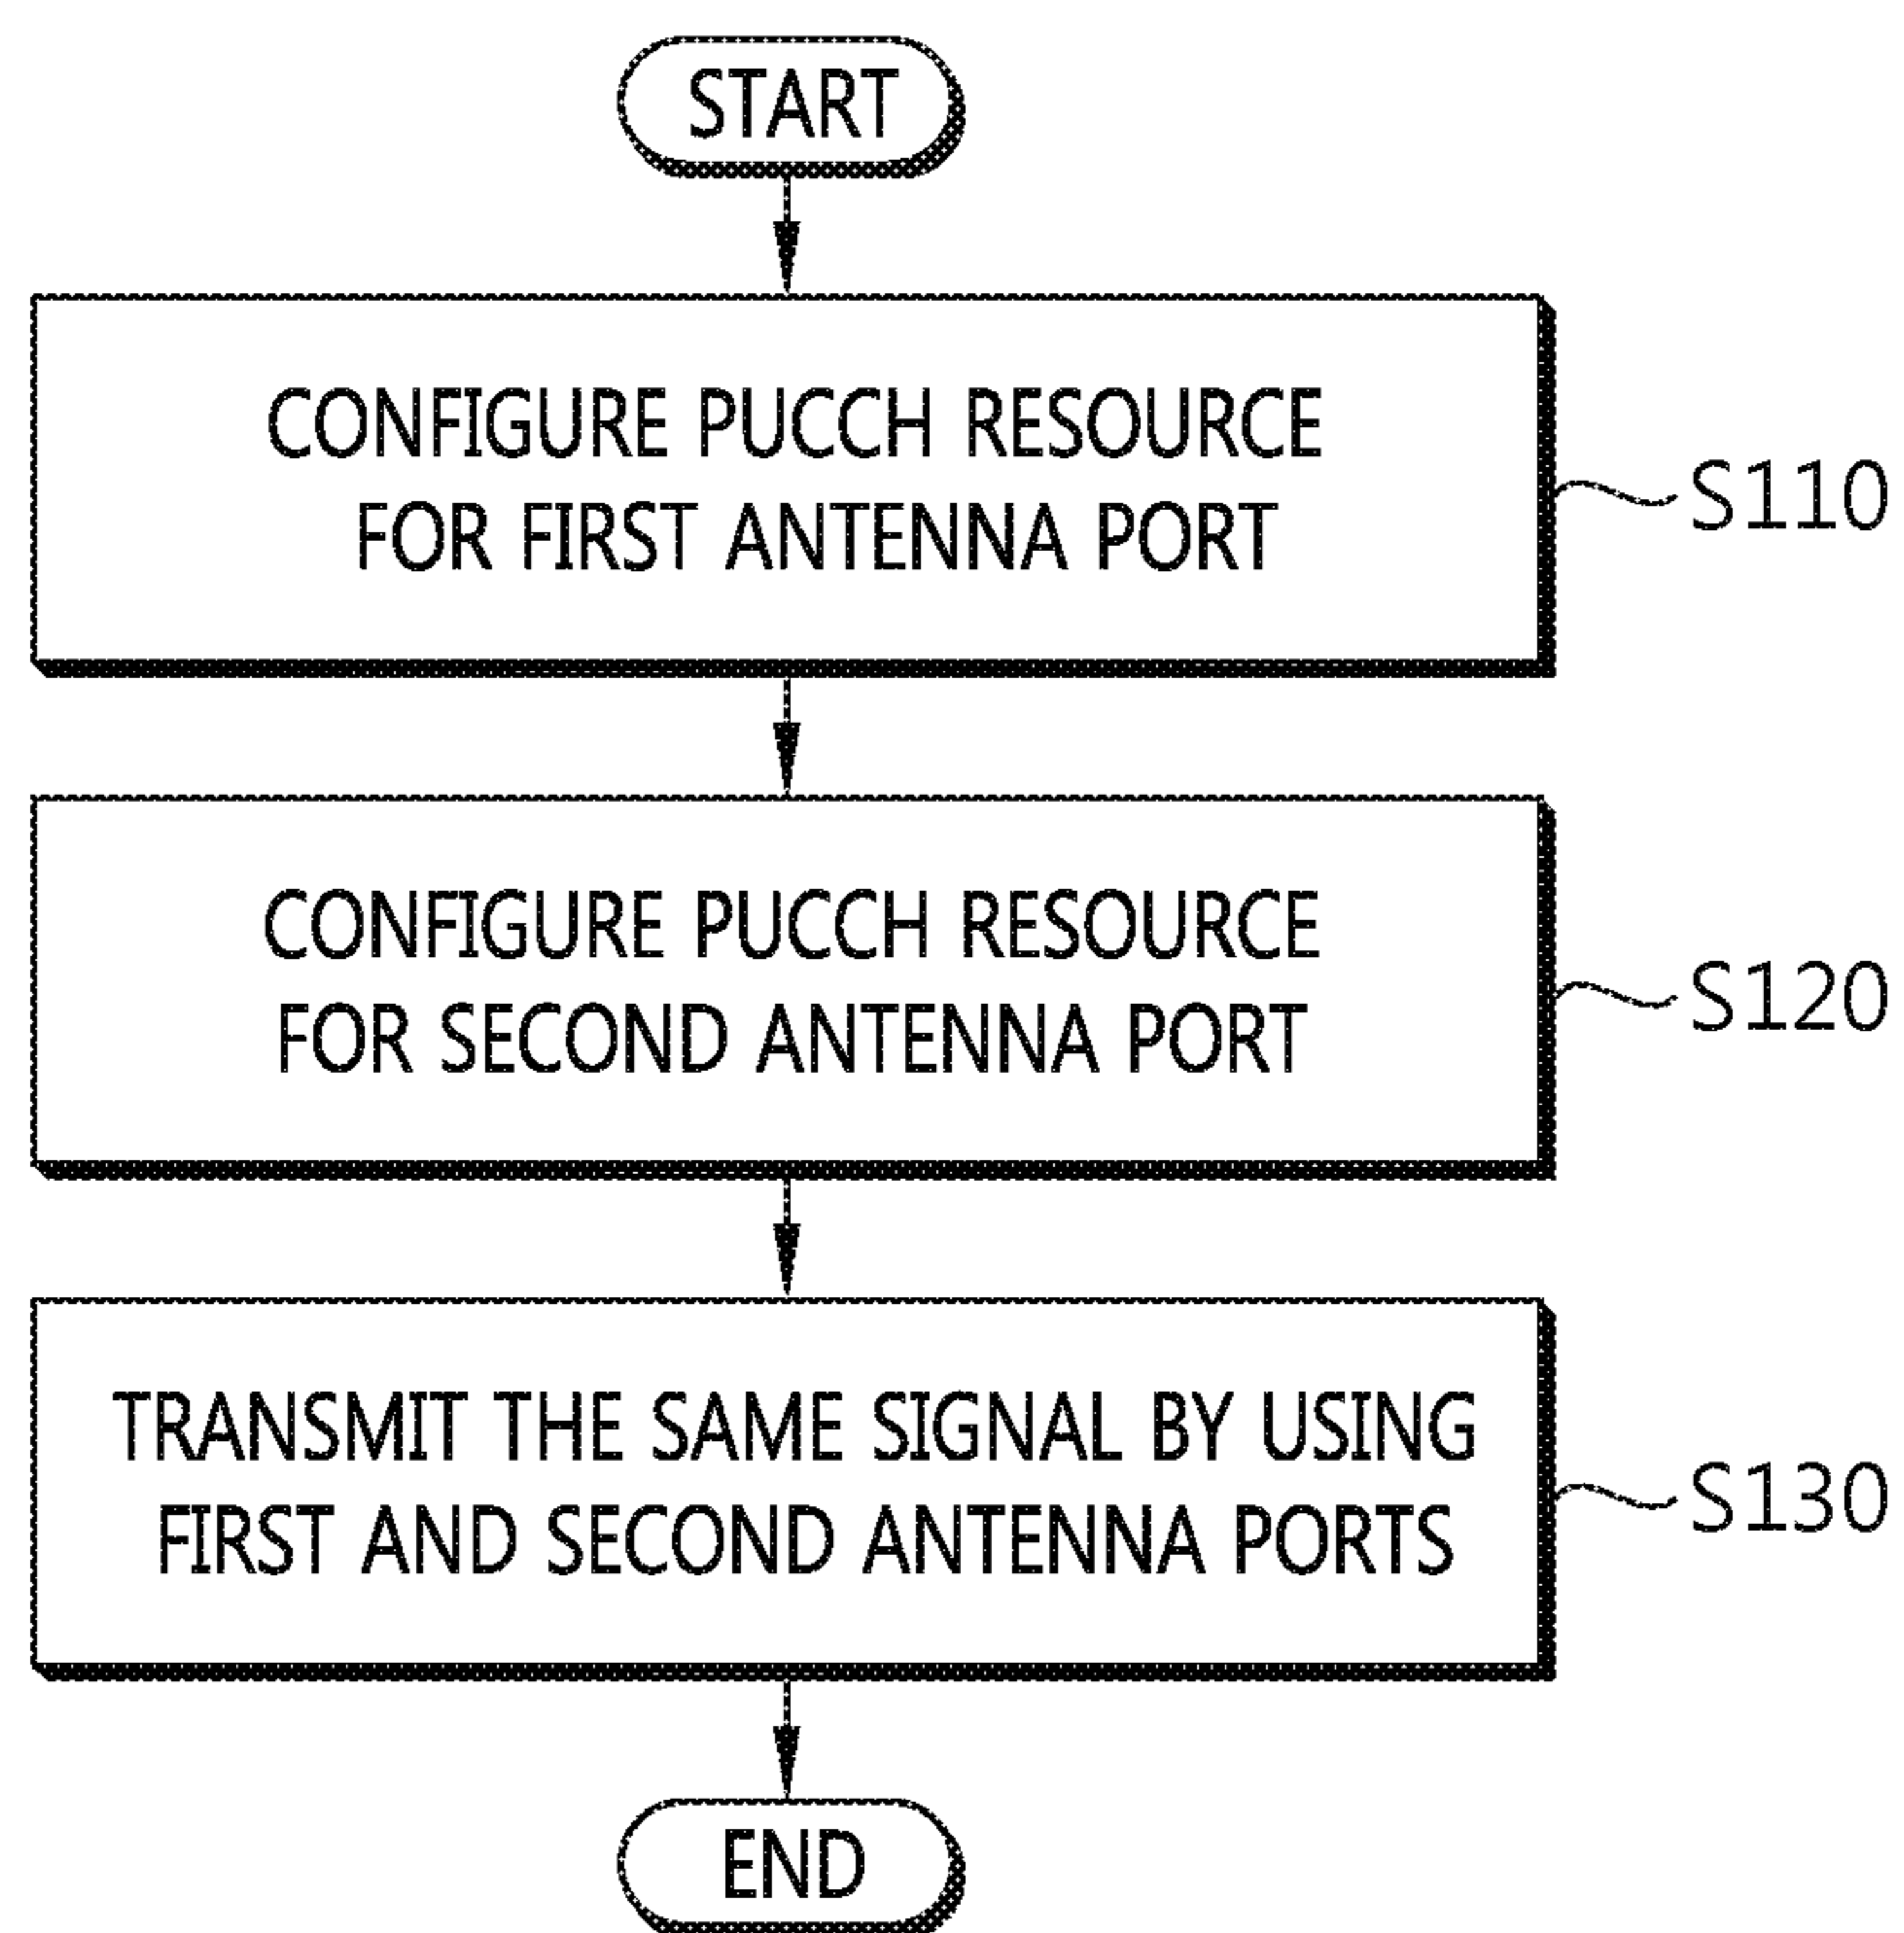 START
CONFIGURE PUCCH RESOURCE
FOR FIRST ANTENNA PORT
S110
CONFIGURE PUCCH RESOURCE
FOR SECOND ANTENNA PORT
S120
TRANSMIT THE SAME SIGNAL BY USING
FIRST AND SECOND ANTENNA PORTS
S130
END